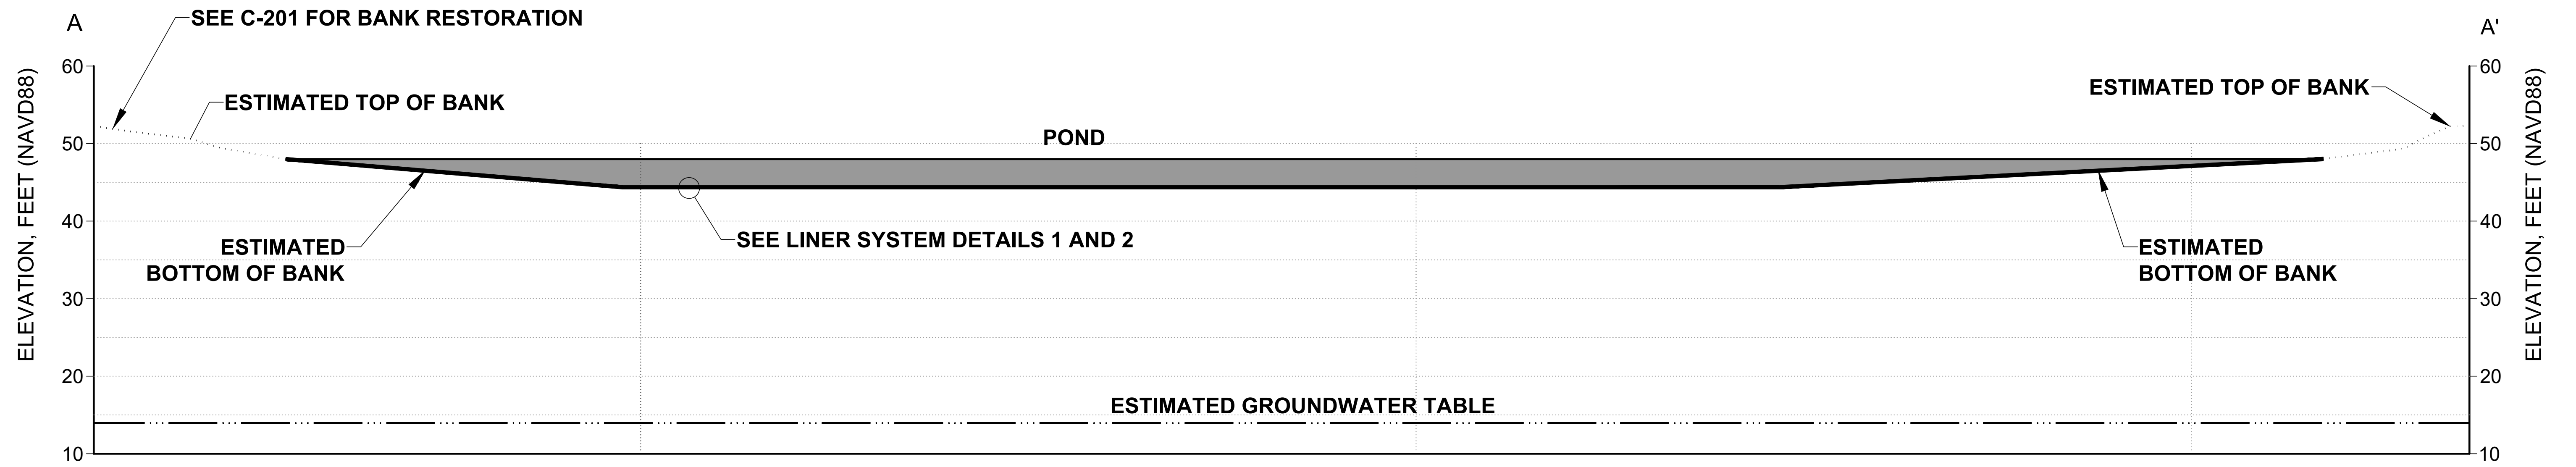 A
SEE C-201 FOR BANK RESTORATION
A'
60
60
ESTIMATED TOP OF BANK
ESTIMATED TOP OF BANK
POND
50
50
40
40
SEE LINER SYSTEM DETAILS 1 AND 2
ESTIMATED
BOTTOM OF BANK
ESTIMATED
BOTTOM OF BANK
30
30
20
20
ESTIMATED GROUNDWATER TABLE
10
10
ELEVATION, FEET (NAVD88)
ELEVATION, FEET (NAVD88)